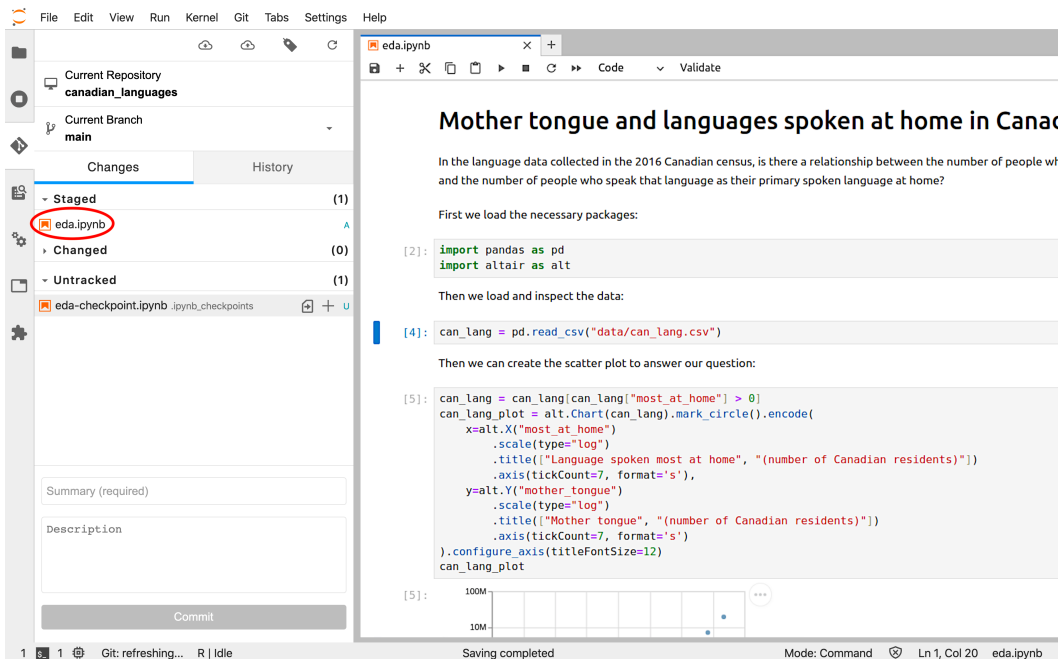 File Edit View Run Kernel Git Tabs Settings Help
Current Repository
canadian_languages
Current Branch
main
Changes History
Staged (1)
eda.ipynb A
Changed (0)
Untracked (1)
eda-checkpoint.ipynb .ipynb_checkpoints U
Summary (required)
Description
Commit
eda.ipynb
Code Validate
Mother tongue and languages spoken at home in Canad
In the language data collected in the 2016 Canadian census, is there a relationship between the number of people wh
and the number of people who speak that language as their primary spoken language at home?
First we load the necessary packages:
[2]: import pandas as pd
import altair as alt
Then we load and inspect the data:
[4]: can_lang = pd.read_csv("data/can_lang.csv")
Then we can create the scatter plot to answer our question:
[5]: can_lang = can_lang[can_lang["most_at_home"] > 0]
can_lang_plot = alt.Chart(can_lang).mark_circle().encode(
x=alt.X("most_at_home")
.scale(type="log")
.title(["Language spoken most at home", "(number of Canadian residents)"])
.axis(tickCount=7, format='s'),
y=alt.Y("mother_tongue")
.scale(type="log")
.title(["Mother tongue", "(number of Canadian residents)"])
.axis(tickCount=7, format='s')
).configure_axis(titleFontSize=12)
can_lang_plot
[5]:
100M
10M
1 $_ 1 Git: refreshing... R | Idle Saving completed Mode: Command Ln 1, Col 20 eda.ipynb